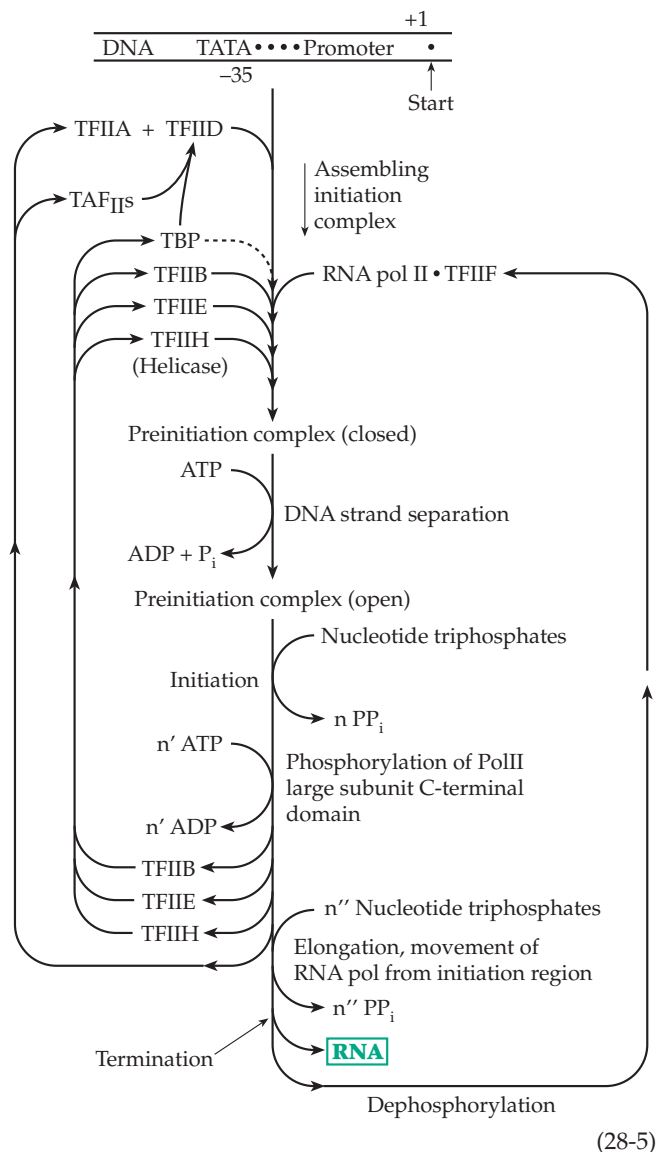 +1
DNA TATA •••• Promoter •
–35
Start
TFIIA + TFIID
Assembling
initiation
complex
TAFIIs
TBP
TFIIB
RNA pol II • TFIIF
TFIIE
TFIIH
(Helicase)
Preinitiation complex (closed)
ATP
DNA strand separation
ADP + Pi
Preinitiation complex (open)
Nucleotide triphosphates
Initiation
n PPi
n' ATP
Phosphorylation of PolII
large subunit C-terminal
domain
n' ADP
TFIIB
TFIIE
n'' Nucleotide triphosphates
TFIIH
Elongation, movement of
RNA pol from initiation region
n'' PPi
RNA
Termination
Dephosphorylation
(28-5)